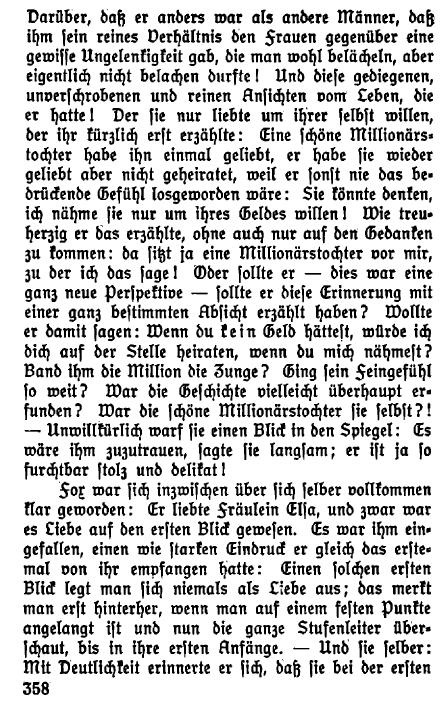 Darüber, daß er anders war als andere Männer, daß
ihm sein reines Verhältnis den Frauen gegenüber eine
gewisse Ungelenkigkeit gab, die man wohl belächeln, aber
eigentlich nicht belachen durfte! Und diese gediegenen,
unverschrobenen und reinen Ansichten vom Leben, die
er hatte! Der sie nur liebte um ihrer selbst willen,
der ihr kürzlich erst erzählte: Eine schöne Millionärs-
tochter habe ihn einmal geliebt, er habe sie wieder
geliebt aber nicht geheiratet, weil er sonst nie das be-
drückende Gefühl losgeworden wäre: Sie könnte denken,
ich nähme sie nur um ihres Geldes willen! Wie treu-
herzig er das erzählte, ohne auch nur auf den Gedanken
zu kommen: da sitzt ja eine Millionärstochter vor mir,
zu der ich das sage! Oder sollte er — dies war eine
ganz neue Perspektive — sollte er diese Erinnerung mit
einer ganz bestimmten Absicht erzählt haben? Wollte
er damit sagen: Wenn du kein Geld hättest, würde ich
dich auf der Stelle heiraten, wenn du mich nähmest?
Band ihm die Million die Zunge? Ging sein Feingefühl
so weit? War die Geschichte vielleicht überhaupt er-
funden? War die schöne Millionärstochter sie selbst?!
— Unwillkürlich warf sie einen Blick in den Spiegel: Es
wäre ihm zuzutrauen, sagte sie langsam; er ist ja so
furchtbar stolz und delikat!
Fox war sich inzwischen über sich selber vollkommen
klar geworden: Er liebte Fräulein Elsa, und zwar war
es Liebe auf den ersten Blick gewesen. Es war ihm ein-
gefallen, einen wie starken Eindruck er gleich das erste-
mal von ihr empfangen hatte: Einen solchen ersten
Blick legt man sich niemals als Liebe aus; das merkt
man erst hinterher, wenn man auf einem festen Punkte
angelangt ist und nun die ganze Stufenleiter über-
schaut, bis in ihre ersten Anfänge. — Und sie selber:
Mit Deutlichkeit erinnerte er sich, daß sie bei der ersten
358